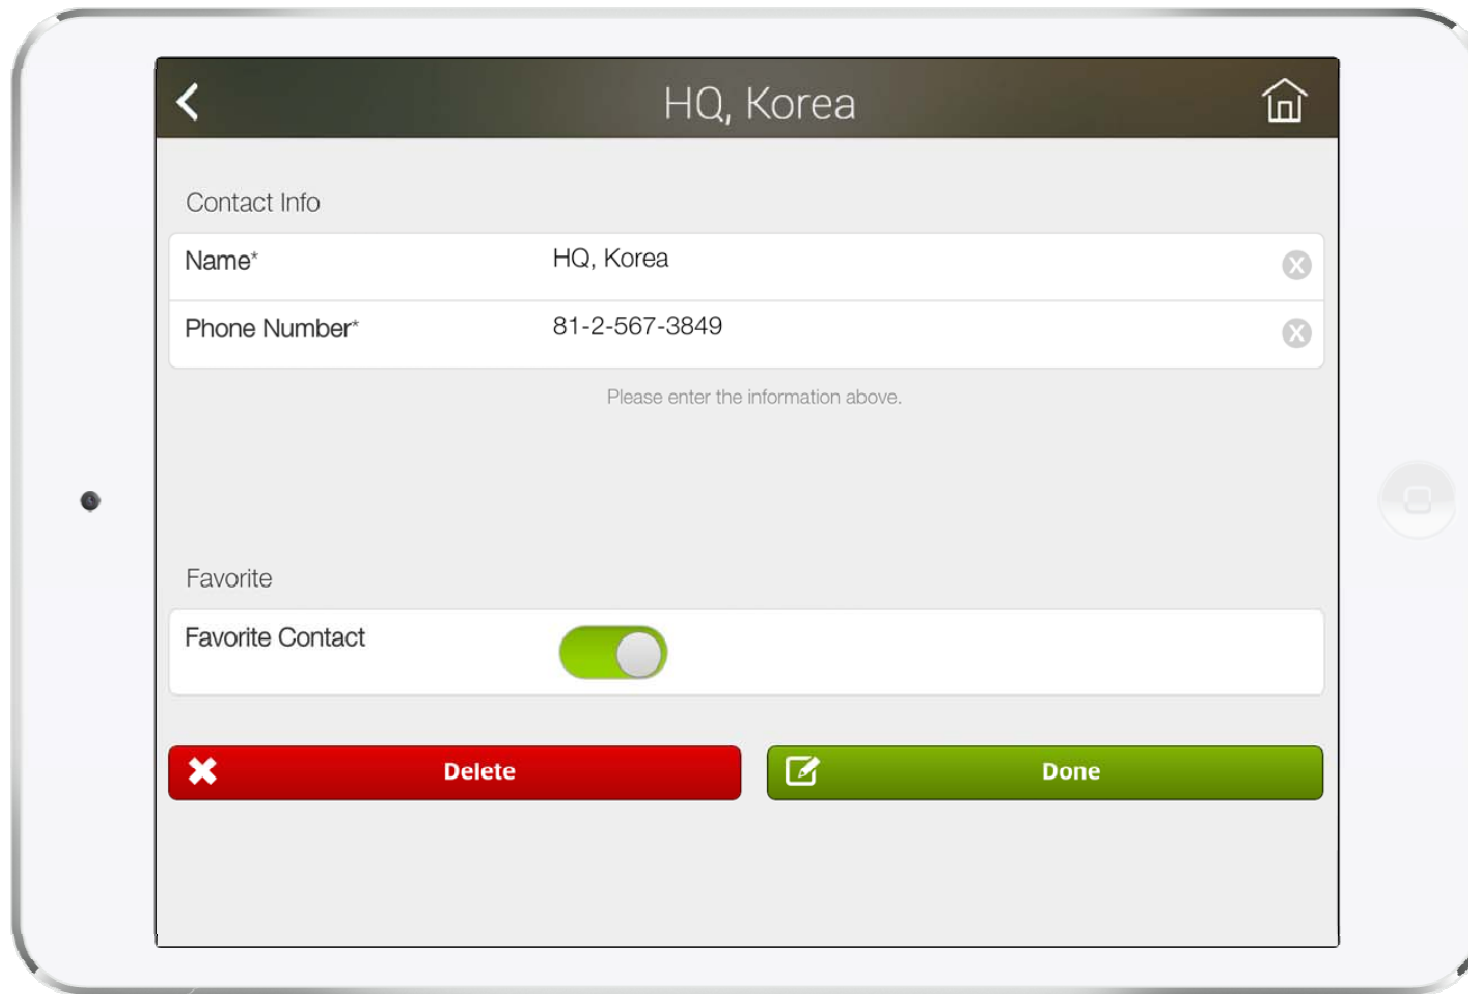 HQ, Korea
Contact Info
Name* HQ, Korea
Phone Number* 81-2-567-3849
Please enter the information above.
Favorite
Favorite Contact
Delete Done